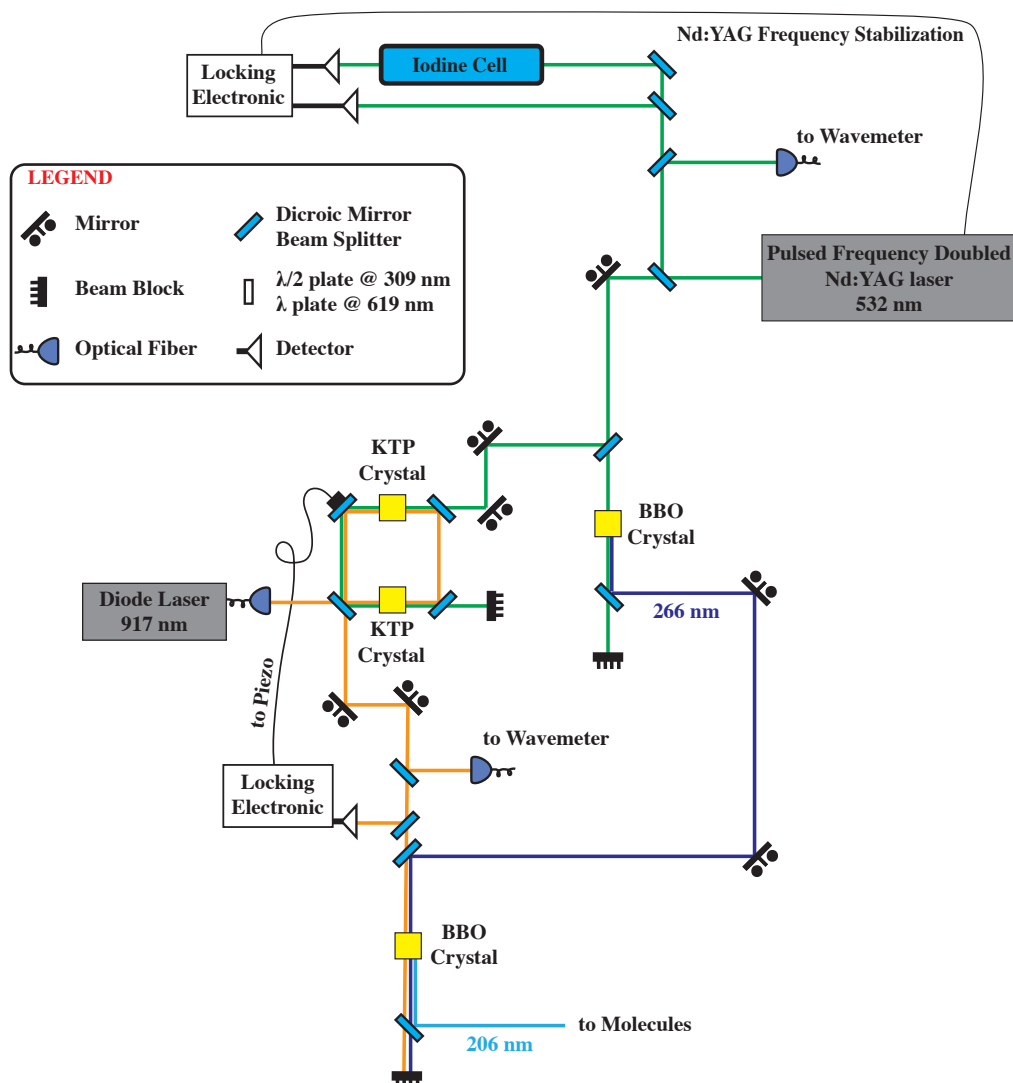 Nd:YAG Frequency Stabilization
Locking
Electronic
Iodine Cell
to Wavemeter
LEGEND
Mirror
Dicroic Mirror
Beam Splitter
Beam Block
λ/2 plate @ 309 nm
λ plate @ 619 nm
Optical Fiber
Detector
Pulsed Frequency Doubled
Nd:YAG laser
532 nm
KTP
Crystal
BBO
Crystal
Diode Laser
917 nm
KTP
Crystal
266 nm
to Piezo
to Wavemeter
Locking
Electronic
BBO
Crystal
to Molecules
206 nm